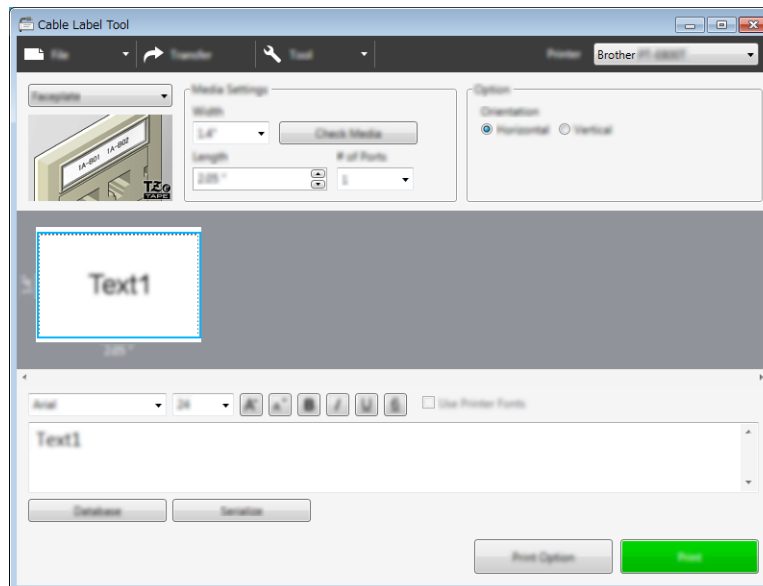 Cable Label Tool
File Transfer Tool Printer Brother
Faceplate
Media Settings
Option
Width
Orientation
1.4"
Check Media
Horizontal Vertical
Length
# of Ports
2.05 "
1
1A-B01 1A-B02
TZe
TAPE
Text1
2.05 "
Arial
24
B I U
Use Printer Fonts
Text1
Database Serialize
Print Option Print